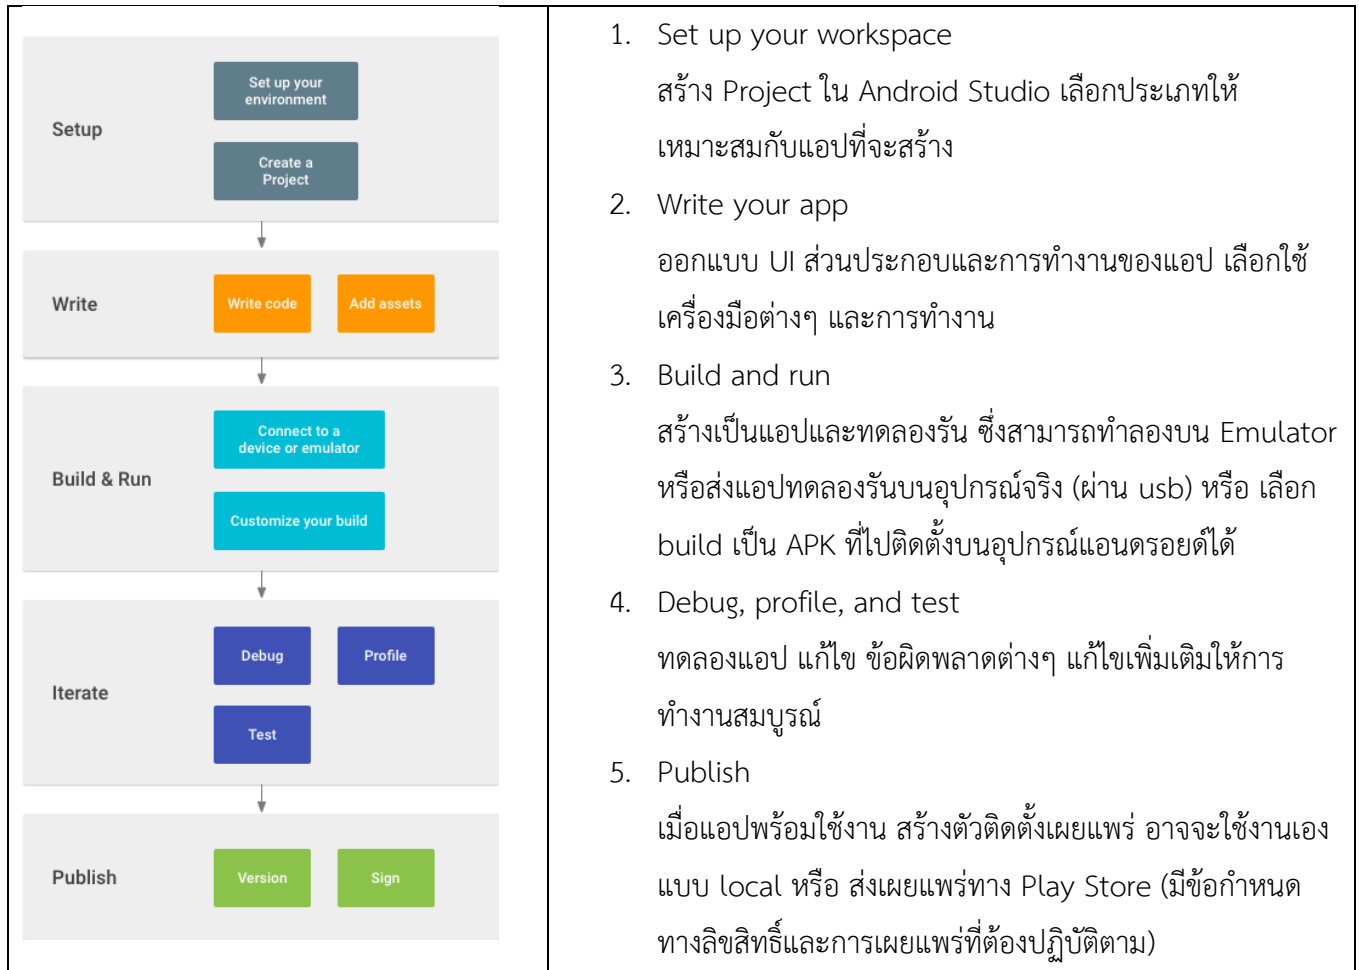 Setup
Set up your
environment
Create a
Project
Write
Write code
Add assets
Build & Run
Connect to a
device or emulator
Customize your build
Iterate
Debug
Profile
Test
Publish
Version
Sign
1. Set up your workspace
สร้าง Project ใน Android Studio เลือกประเภทให้
เหมาะสมกับแอปที่จะสร้าง
2. Write your app
ออกแบบ UI ส่วนประกอบและการทำงานของแอป เลือกใช้
เครื่องมือต่างๆ และการทำงาน
3. Build and run
สร้างเป็นแอปและทดลองรัน ซึ่งสามารถทำลองบน Emulator
หรือส่งแอปทดลองรันบนอุปกรณ์จริง (ผ่าน usb) หรือ เลือก
build เป็น APK ที่ไปติดตั้งบนอุปกรณ์แอนดรอยด์ได้
4. Debug, profile, and test
ทดลองแอป แก้ไข ข้อผิดพลาดต่างๆ แก้ไขเพิ่มเติมให้การ
ทำงานสมบูรณ์
5. Publish
เมื่อแอปพร้อมใช้งาน สร้างตัวติดตั้งเผยแพร่ อาจจะใช้งานเอง
แบบ local หรือ ส่งเผยแพร่ทาง Play Store (มีข้อกำหนด
ทางลิขสิทธิ์และการเผยแพร่ที่ต้องปฏิบัติตาม)